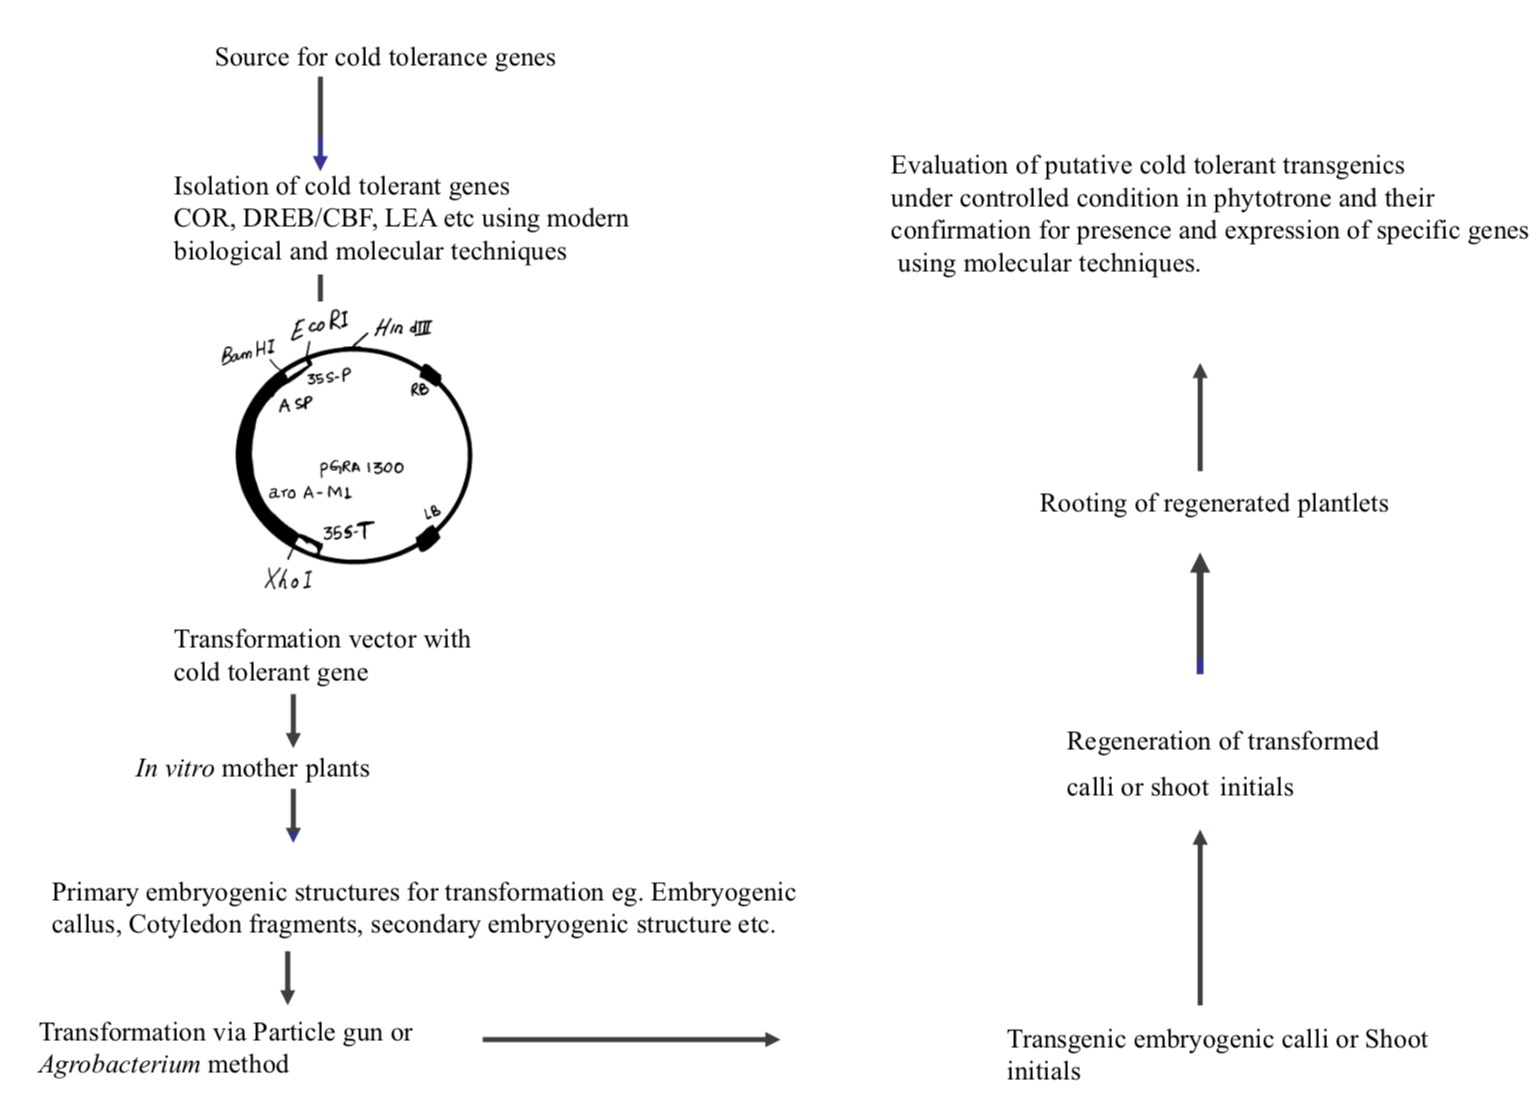 Source for cold tolerance genes
Isolation of cold tolerant genes
COR, DREB/CBF, LEA etc using modern
biological and molecular techniques
EcoRI
Hin dIII
BamHI
35S-P
RB
ASP
pGRA 1300
aro A-M1
LB
35S-T
XhoI
Transformation vector with
cold tolerant gene
In vitro mother plants
Primary embryogenic structures for transformation eg. Embryogenic
callus, Cotyledon fragments, secondary embryogenic structure etc.
Transformation via Particle gun or
Agrobacterium method
Transgenic embryogenic calli or Shoot
initials
Regeneration of transformed
calli or shoot initials
Rooting of regenerated plantlets
Evaluation of putative cold tolerant transgenics
under controlled condition in phytotrone and their
confirmation for presence and expression of specific genes
using molecular techniques.